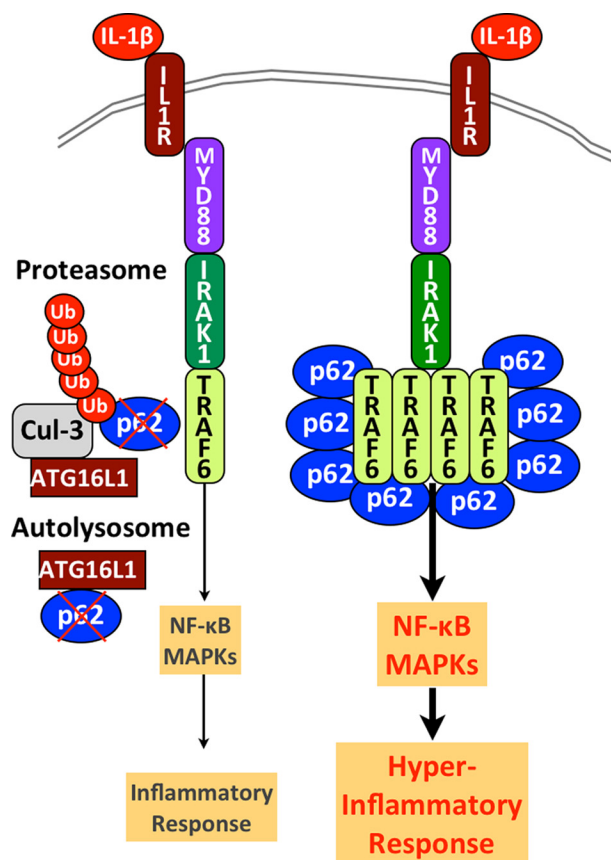 IL-1β
IL1R
MYD88
IRAK1
TRAF6
Proteasome
Ub
Ub
Ub
Ub
Ub
p62
Cul-3
ATG16L1
Autolysosome
ATG16L1
p62
NF-κB
MAPKs
Inflammatory
Response
IL-1β
IL1R
MYD88
IRAK1
p62
p62
p62
p62
TRAF6
TRAF6
TRAF6
TRAF6
p62
p62
p62
p62
p62
NF-κB
MAPKs
Hyper-
Inflammatory
Response